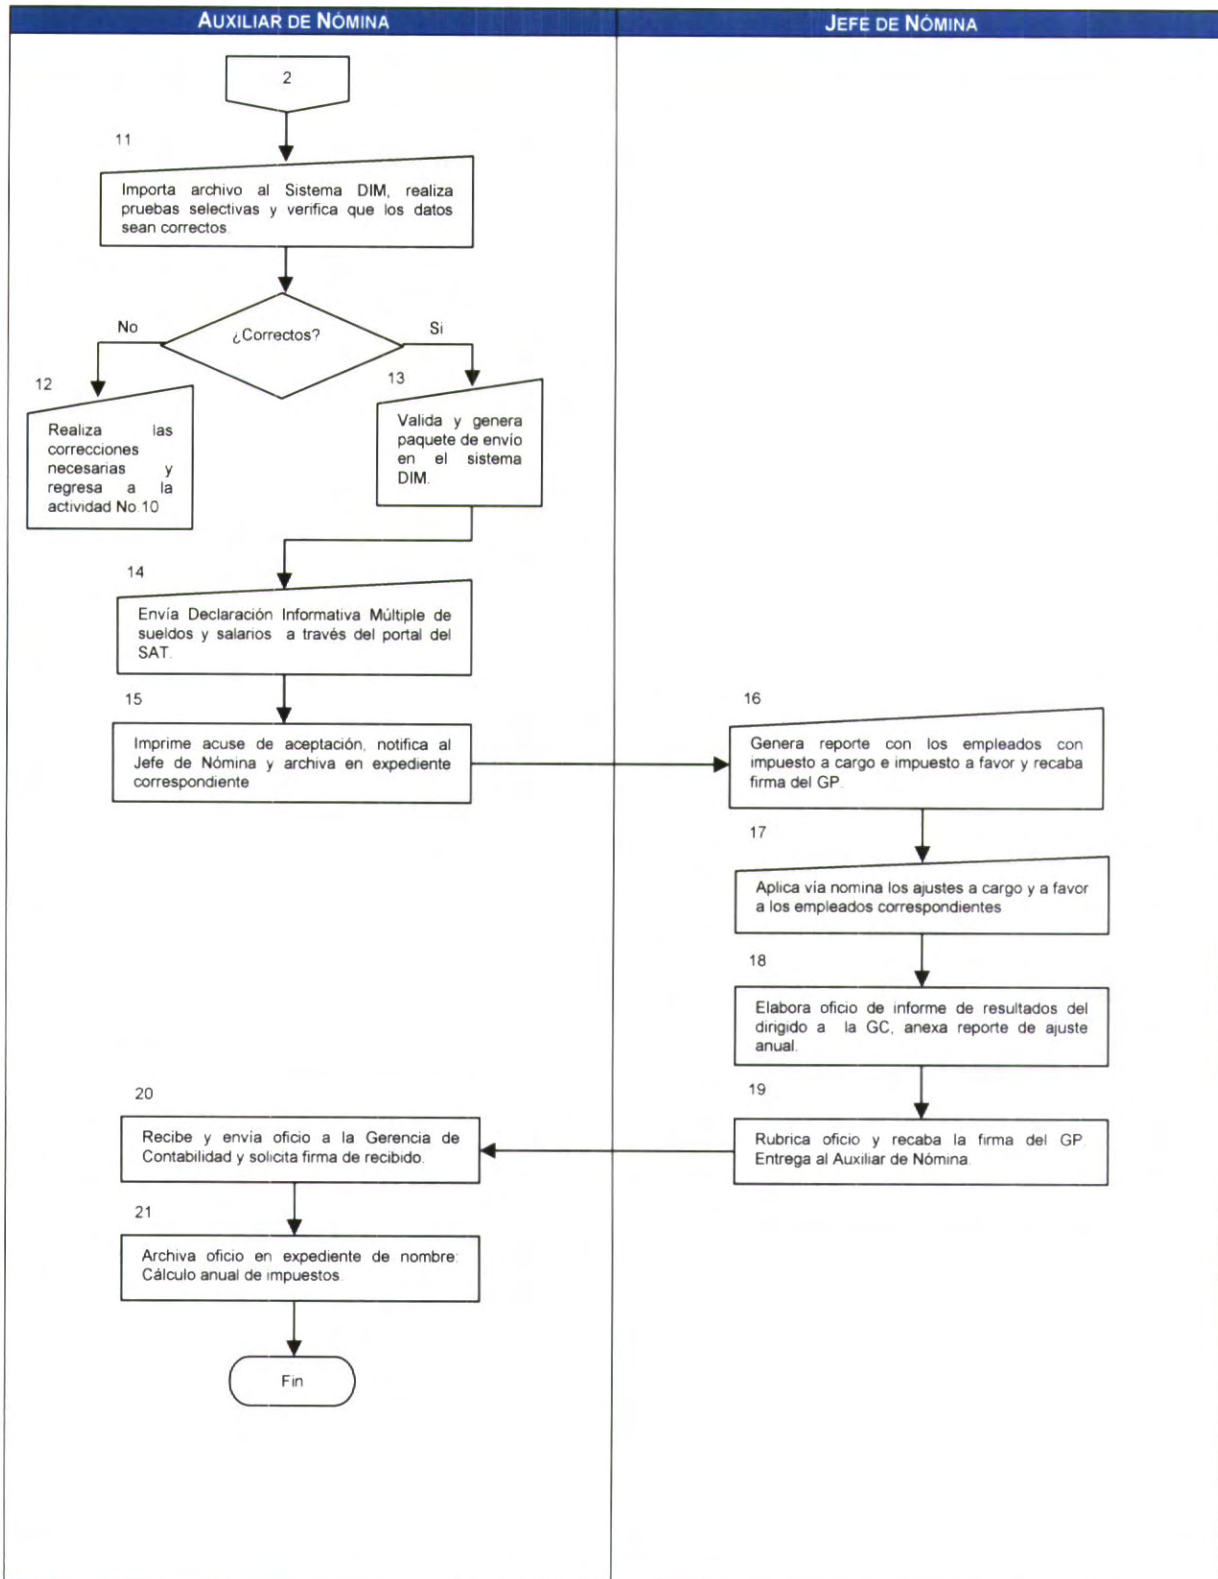 AUXILIAR DE NÓMINA
JEFE DE NÓMINA
2
11
Importa archivo al Sistema DIM, realiza
pruebas selectivas y verifica que los datos
sean correctos.
¿Correctos?
No
Si
12
Realiza las
correcciones
necesarias y
regresa a la
actividad No.10
13
Valida y genera
paquete de envío
en el sistema
DIM.
14
Envía Declaración Informativa Múltiple de
sueldos y salarios a través del portal del
SAT.
15
Imprime acuse de aceptación, notifica al
Jefe de Nómina y archiva en expediente
correspondiente
16
Genera reporte con los empleados con
impuesto a cargo e impuesto a favor y recaba
firma del GP.
17
Aplica vía nomina los ajustes a cargo y a favor
a los empleados correspondientes
18
Elabora oficio de informe de resultados del
dirigido a la GC, anexa reporte de ajuste
anual.
19
Rubrica oficio y recaba la firma del GP.
Entrega al Auxiliar de Nómina.
20
Recibe y envía oficio a la Gerencia de
Contabilidad y solicita firma de recibido.
21
Archiva oficio en expediente de nombre:
Cálculo anual de impuestos.
Fin